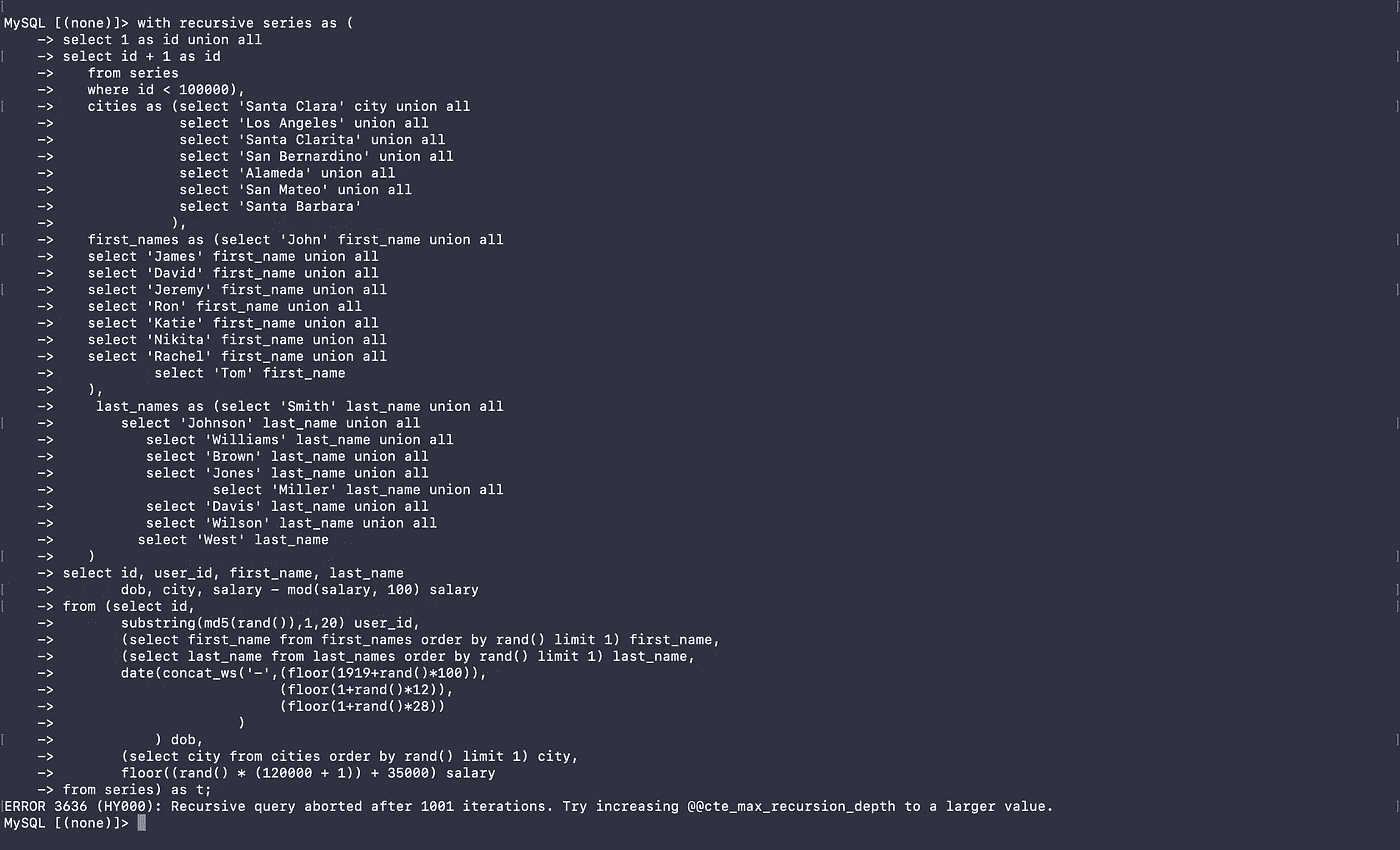 MySQL [(none)]> with recursive series as (
    -> select 1 as id union all
    -> select id + 1 as id
    ->    from series
    ->    where id < 100000),
    ->    cities as (select 'Santa Clara' city union all
    ->               select 'Los Angeles' union all
    ->               select 'Santa Clarita' union all
    ->               select 'San Bernardino' union all
    ->               select 'Alameda' union all
    ->               select 'San Mateo' union all
    ->               select 'Santa Barbara'
    ->              ),
    ->    first_names as (select 'John' first_name union all
    ->    select 'James' first_name union all
    ->    select 'David' first_name union all
    ->    select 'Jeremy' first_name union all
    ->    select 'Ron' first_name union all
    ->    select 'Katie' first_name union all
    ->    select 'Nikita' first_name union all
    ->    select 'Rachel' first_name union all
    ->            select 'Tom' first_name
    ->    ),
    ->     last_names as (select 'Smith' last_name union all
    ->        select 'Johnson' last_name union all
    ->           select 'Williams' last_name union all
    ->           select 'Brown' last_name union all
    ->           select 'Jones' last_name union all
    ->                   select 'Miller' last_name union all
    ->           select 'Davis' last_name union all
    ->           select 'Wilson' last_name union all
    ->          select 'West' last_name
    ->    )
    -> select id, user_id, first_name, last_name
    ->        dob, city, salary - mod(salary, 100) salary
    -> from (select id,
    ->        substring(md5(rand()),1,20) user_id,
    ->        (select first_name from first_names order by rand() limit 1) first_name,
    ->        (select last_name from last_names order by rand() limit 1) last_name,
    ->        date(concat_ws('-',(floor(1919+rand()*100)),
    ->                           (floor(1+rand()*12)),
    ->                           (floor(1+rand()*28))
    ->                      )
    ->            ) dob,
    ->        (select city from cities order by rand() limit 1) city,
    ->        floor((rand() * (120000 + 1)) + 35000) salary
    -> from series) as t;
ERROR 3636 (HY000): Recursive query aborted after 1001 iterations. Try increasing @@cte_max_recursion_depth to a larger value.
MySQL [(none)]>